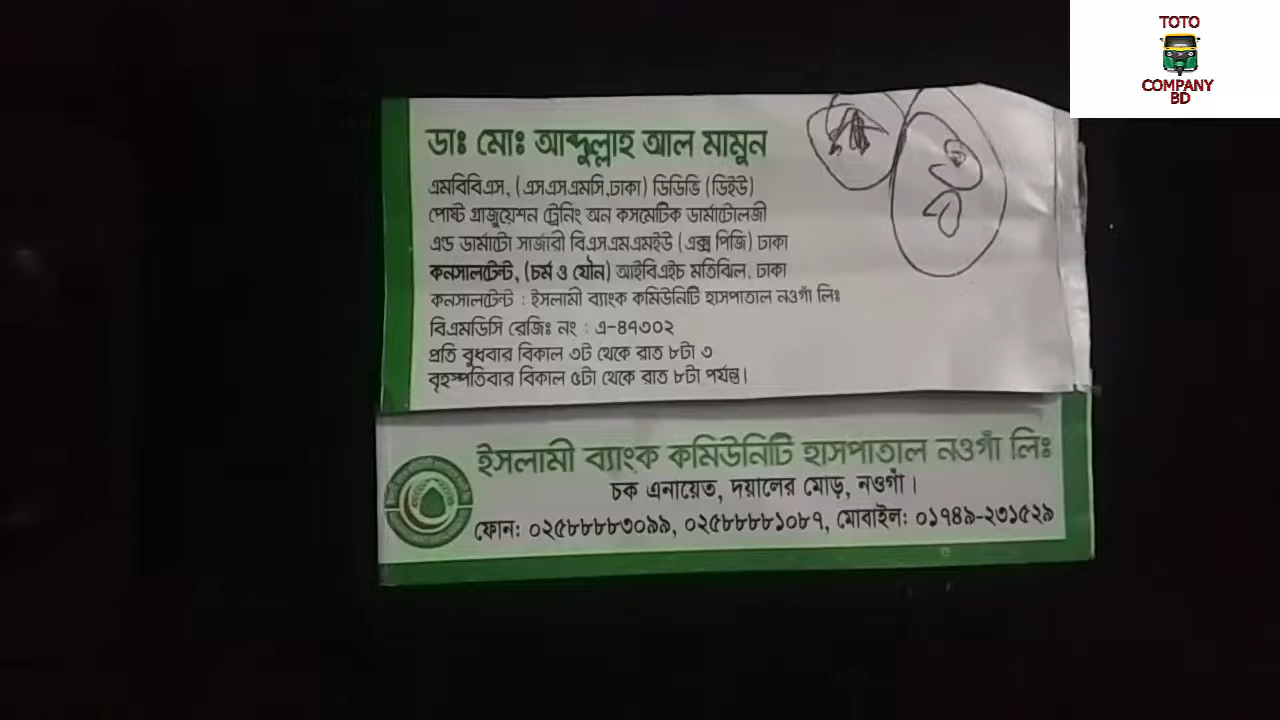 ডাঃ মোঃ আব্দুল্লাহ আল মামুন
এমবিবিএস, (এসএসএমসি,ঢাকা) ডিডিভি (ডিইউ)
পোষ্ট গ্রাজুয়েশন ট্রেনিং অন কসমেটিক ডার্মাটোলজী
এন্ড ডার্মাটো সার্জারী বিএসএমএমইউ (এক্স পিজি) ঢাকা
কনসালটেন্ট, (চর্ম ও যৌন) আইবিএইচ মতিঝিল, ঢাকা
কনসালটেন্ট : ইসলামী ব্যাংক কমিউনিটি হাসপাতাল নওগাঁ লিঃ
বিএমডিসি রেজিঃ নং : এ-৪৭৩০২
প্রতি বুধবার বিকাল ৩ট থেকে রাত ৮টা ও
বৃহস্পতিবার বিকাল ৫টা থেকে রাত ৮টা পর্যন্ত।
ইসলামী ব্যাংক কমিউনিটি হাসপাতাল নওগাঁ লিঃ
চক এনায়েত, দয়ালের মোড়, নওগাঁ।
ফোন: ০২৫৮৮৮৮৩০৯৯, ০২৫৮৮৮৮১০৮৭, মোবাইল: ০১৭৪৯-২৩১৫২৯
TOTO
COMPANY
BD